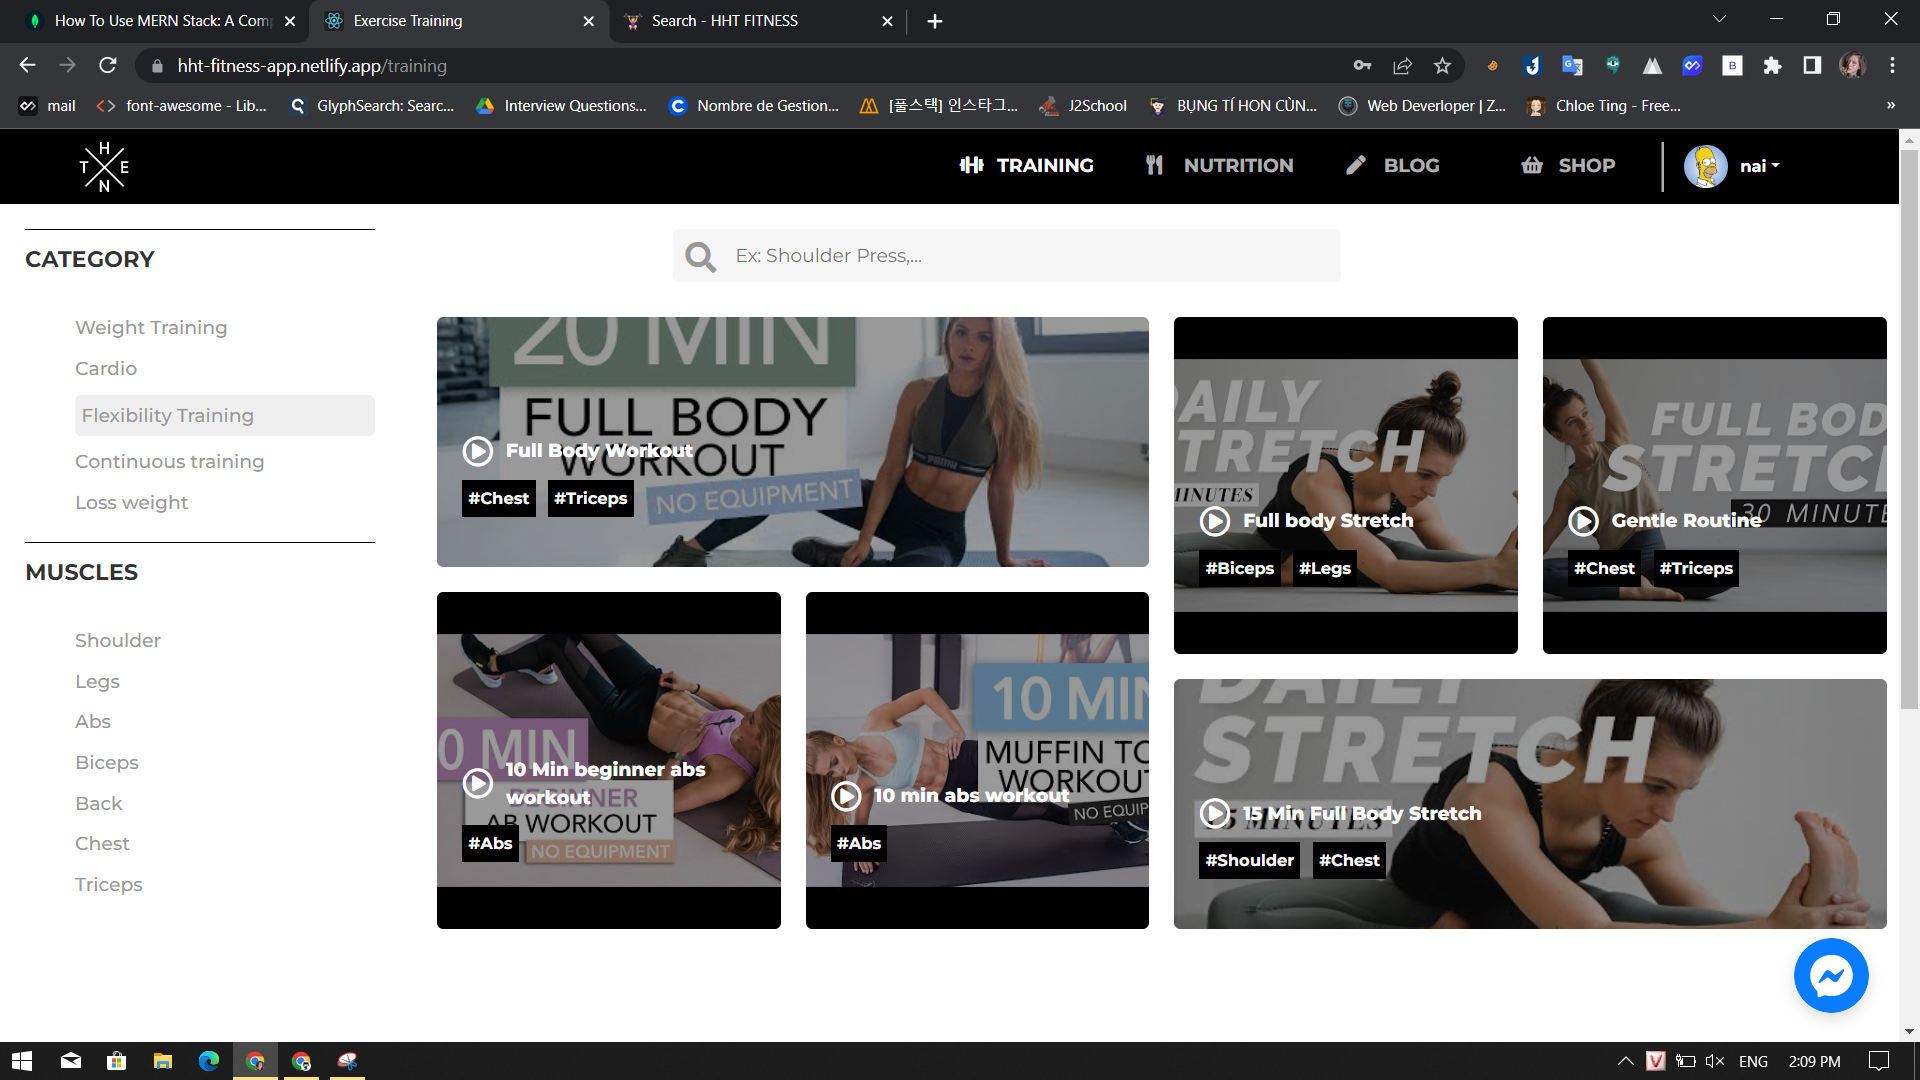 How To Use MERN Stack: A Comp
Exercise Training
Search - HHT FITNESS
hht-fitness-app.netlify.app/training
mail
font-awesome - Lib...
GlyphSearch: Searc...
Interview Questions...
Nombre de Gestion...
[풀스택] 인스타그...
J2School
BỤNG TÍ HON CÙN...
Web Deverloper | Z...
Chloe Ting - Free...
»
H
T E
N
TRAINING
NUTRITION
BLOG
SHOP
nai
CATEGORY
Weight Training
Cardio
Flexibility Training
Continuous training
Loss weight
MUSCLES
Shoulder
Legs
Abs
Biceps
Back
Chest
Triceps
Ex: Shoulder Press,...
20 MIN
FULL BODY
WORKOUT
NO EQUIPMENT
Full Body Workout
#Chest #Triceps
DAILY
STRETCH
MINUTES
Full body Stretch
#Biceps #Legs
FULL BOD
STRETC
30 MINUTE
Gentle Routine
#Chest #Triceps
0 MIN
BEGINNER
AB WORKOUT
NO EQUIPMENT
10 Min beginner abs
workout
#Abs
10 MIN
MUFFIN TO
WORKOUT
NO EQUIP
10 min abs workout
#Abs
DAILY
STRETCH
15 MINUTES
15 Min Full Body Stretch
#Shoulder #Chest
ENG
2:09 PM